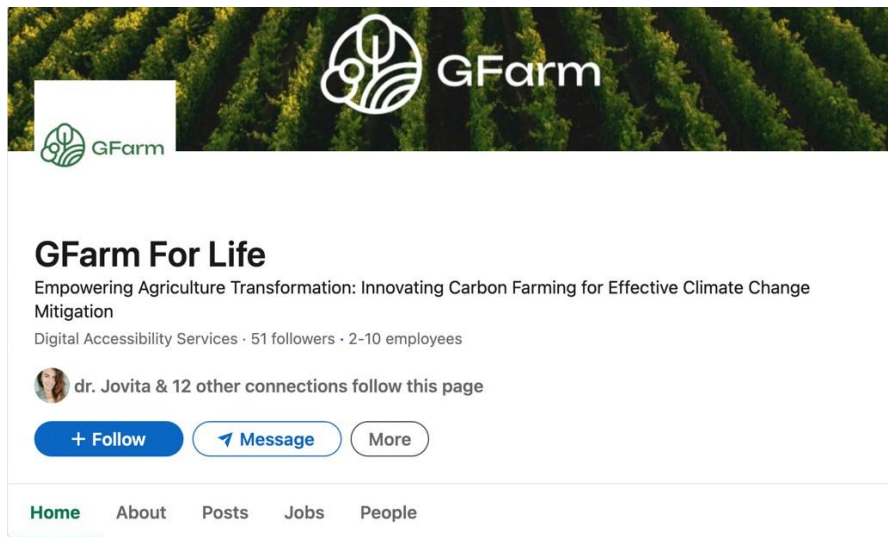 GFarm
GFarm
GFarm For Life
Empowering Agriculture Transformation: Innovating Carbon Farming for Effective Climate Change
Mitigation
Digital Accessibility Services · 51 followers · 2-10 employees
dr. Jovita & 12 other connections follow this page
+ Follow
Message
More
Home
About
Posts
Jobs
People